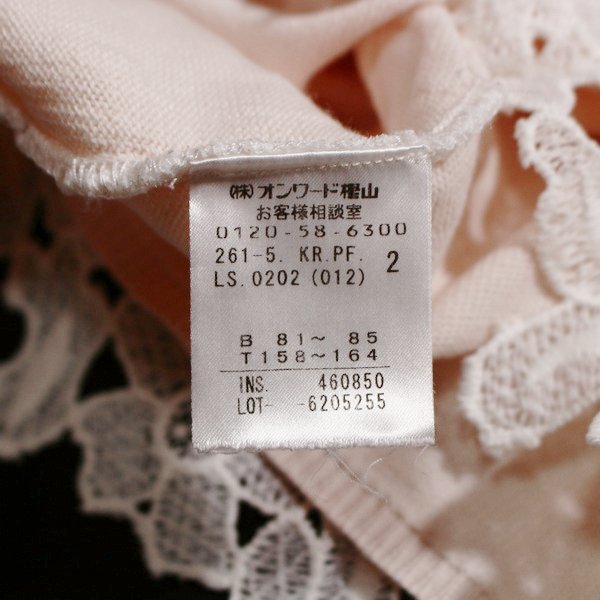 (株)オンワード樫山
お客様相談室
0120-58-6300
261-5. KR.PF. 2
LS.0202(012)
B 81～ 85
T158～164
INS. 460850
LOT- -6205255